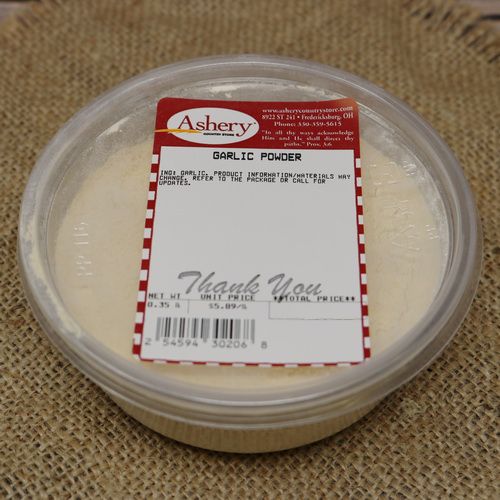 Ashery
COUNTRY STORE
www.asherycountrystore.com
8922 ST 241 • Fredericksburg, OH
Phone: 330-359-5615
"In all thy ways acknowledge
Him and He shall direct thy
paths." Prov. 3:6
GARLIC POWDER
ING: GARLIC. PRODUCT INFORMATION/MATERIALS MAY
CHANGE. REFER TO THE PACKAGE OR CALL FOR
UPDATES.
Thank You
NET WT UNIT PRICE **TOTAL PRICE**
0.35 lb $5.89/lb
2 54594 30206 8